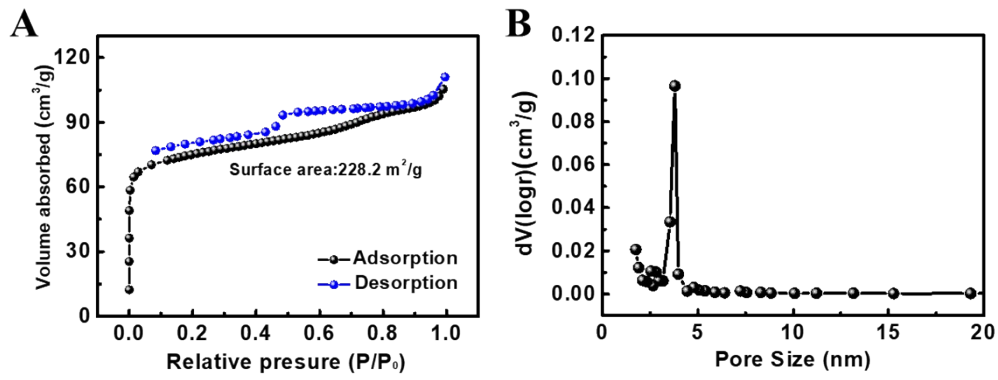 A
Volume absorbed (cm³/g)
120
90
60
30
0
Surface area:228.2 m²/g
Adsorption
Desorption
0.0 0.2 0.4 0.6 0.8 1.0
Relative presure (P/P₀)
B
dV(logr)(cm³/g)
0.12
0.10
0.08
0.06
0.04
0.02
0.00
0 5 10 15 20
Pore Size (nm)